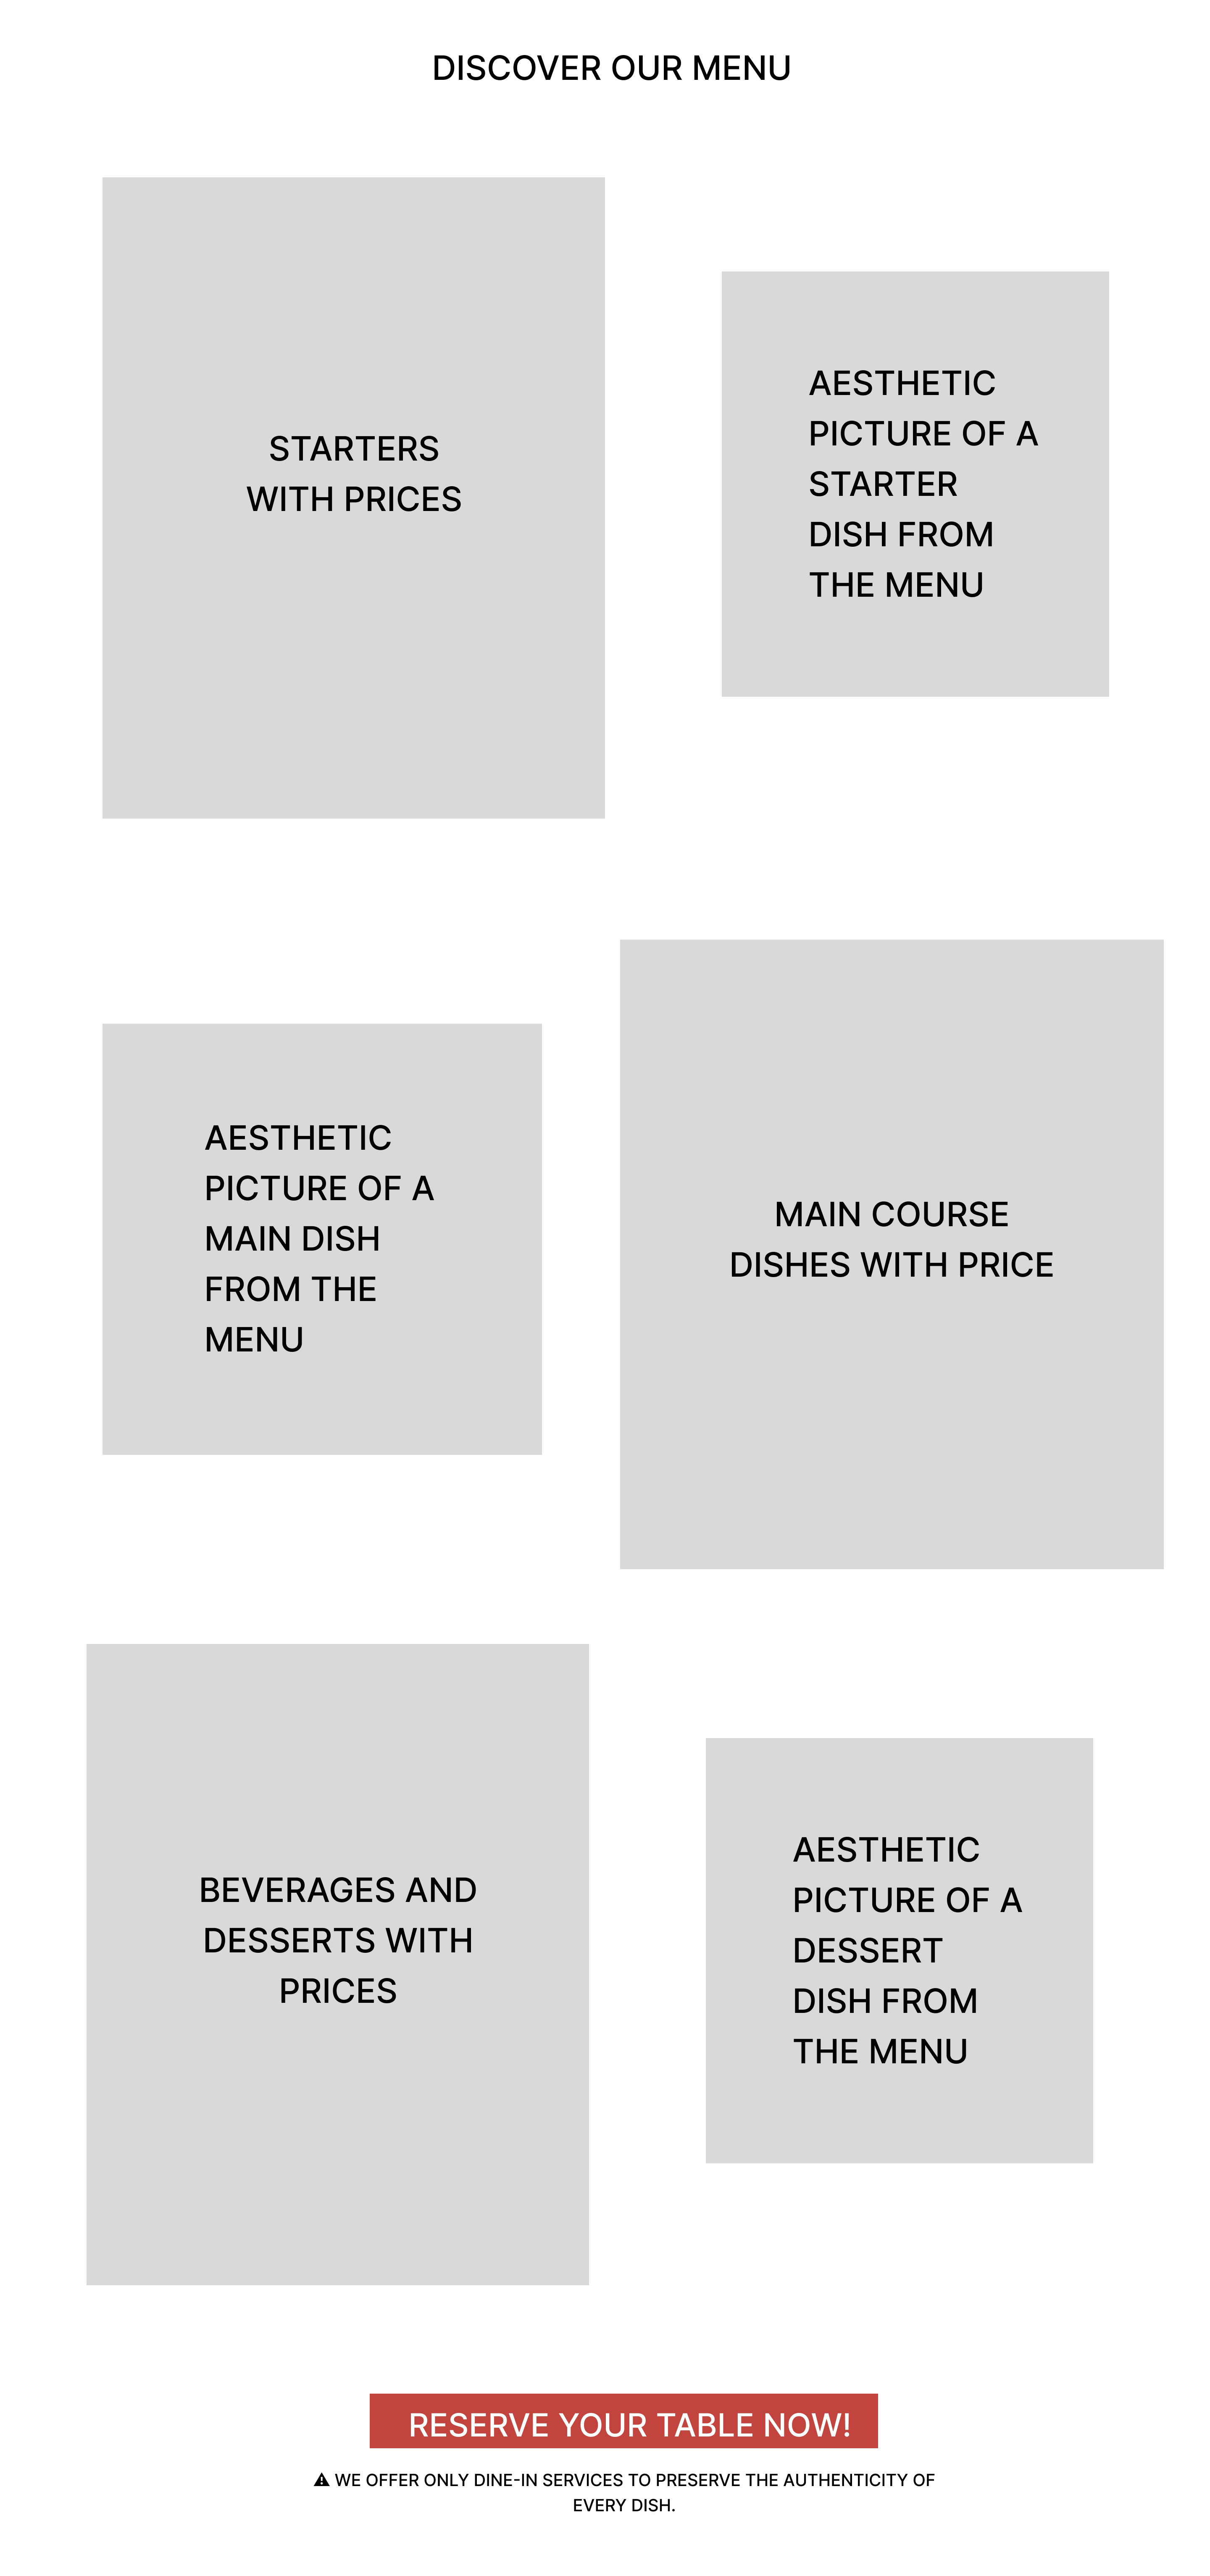 DISCOVER OUR MENU
STARTERS
WITH PRICES
AESTHETIC
PICTURE OF A
STARTER
DISH FROM
THE MENU
AESTHETIC
PICTURE OF A
MAIN DISH
FROM THE
MENU
MAIN COURSE
DISHES WITH PRICE
BEVERAGES AND
DESSERTS WITH
PRICES
AESTHETIC
PICTURE OF A
DESSERT
DISH FROM
THE MENU
RESERVE YOUR TABLE NOW!
⚠ WE OFFER ONLY DINE-IN SERVICES TO PRESERVE THE AUTHENTICITY OF
EVERY DISH.